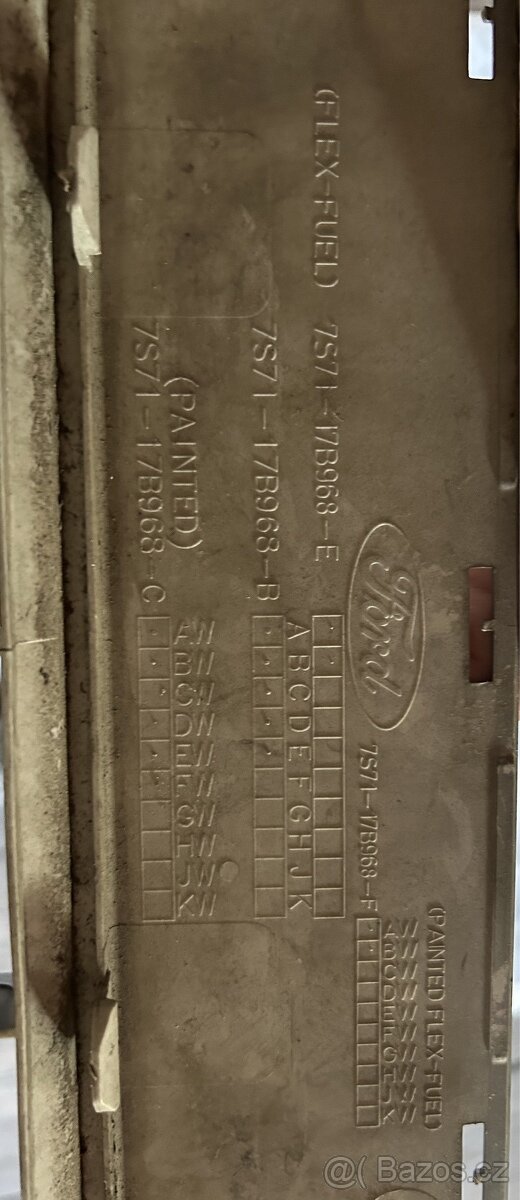 (PAINTED FLEX-FUEL)
7S71-17B968-F
AW
BW
CW
DW
EW
FW
GW
HW
JW
KW
Ford
(FLEX-FUEL) 7S71-17B968-E
A B C D E F G H J K
7S71-17B968-B
(PAINTED)
7S71-17B968-C
AW
BW
CW
DW
EW
FW
GW
HW
JW
KW
© Bazos.cz